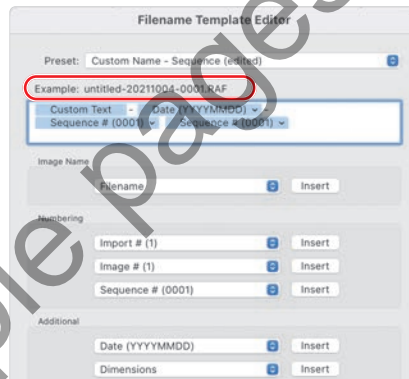 Filename Template Editor
Preset: Custom Name - Sequence (edited)
Example: untitled-20211004-0001.RAF
Custom Text - Date (YYYYMMDD) -
Sequence # (0001) Sequence # (0001)
Image Name
Filename Insert
Numbering
Import # (1) Insert
Image # (1) Insert
Sequence # (0001) Insert
Additional
Date (YYYYMMDD) Insert
Dimensions Insert